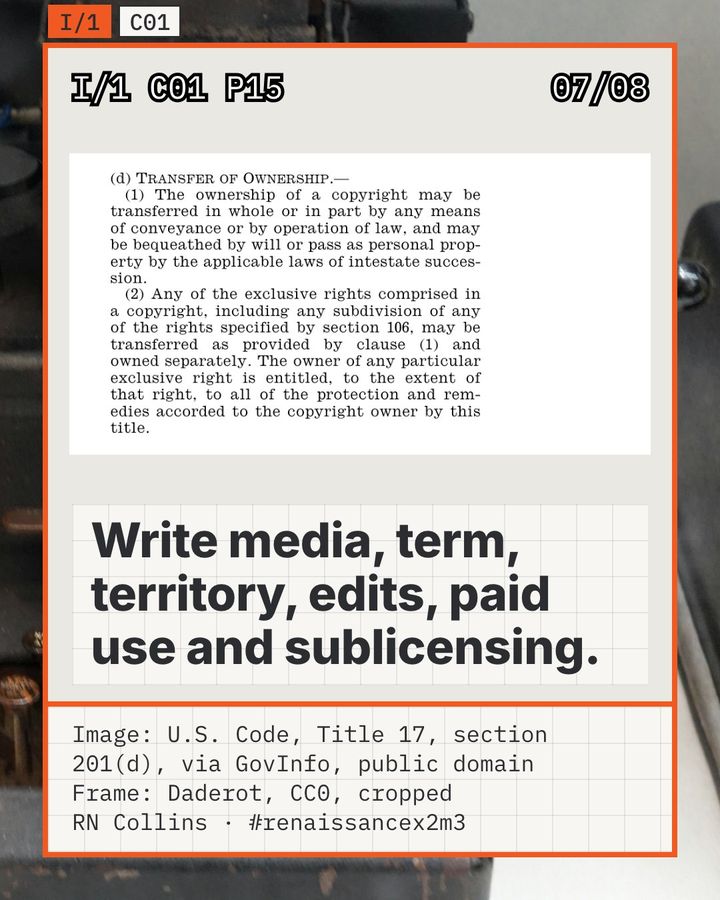 I/1 C01
I/1 C01 P15 07/08
(d) TRANSFER OF OWNERSHIP.—
(1) The ownership of a copyright may be
transferred in whole or in part by any means
of conveyance or by operation of law, and may
be bequeathed by will or pass as personal prop-
erty by the applicable laws of intestate succes-
sion.
(2) Any of the exclusive rights comprised in
a copyright, including any subdivision of any
of the rights specified by section 106, may be
transferred as provided by clause (1) and
owned separately. The owner of any particular
exclusive right is entitled, to the extent of
that right, to all of the protection and rem-
edies accorded to the copyright owner by this
title.
Write media, term,
territory, edits, paid
use and sublicensing.
Image: U.S. Code, Title 17, section
201(d), via GovInfo, public domain
Frame: Daderot, CC0, cropped
RN Collins · #renaissancex2m3